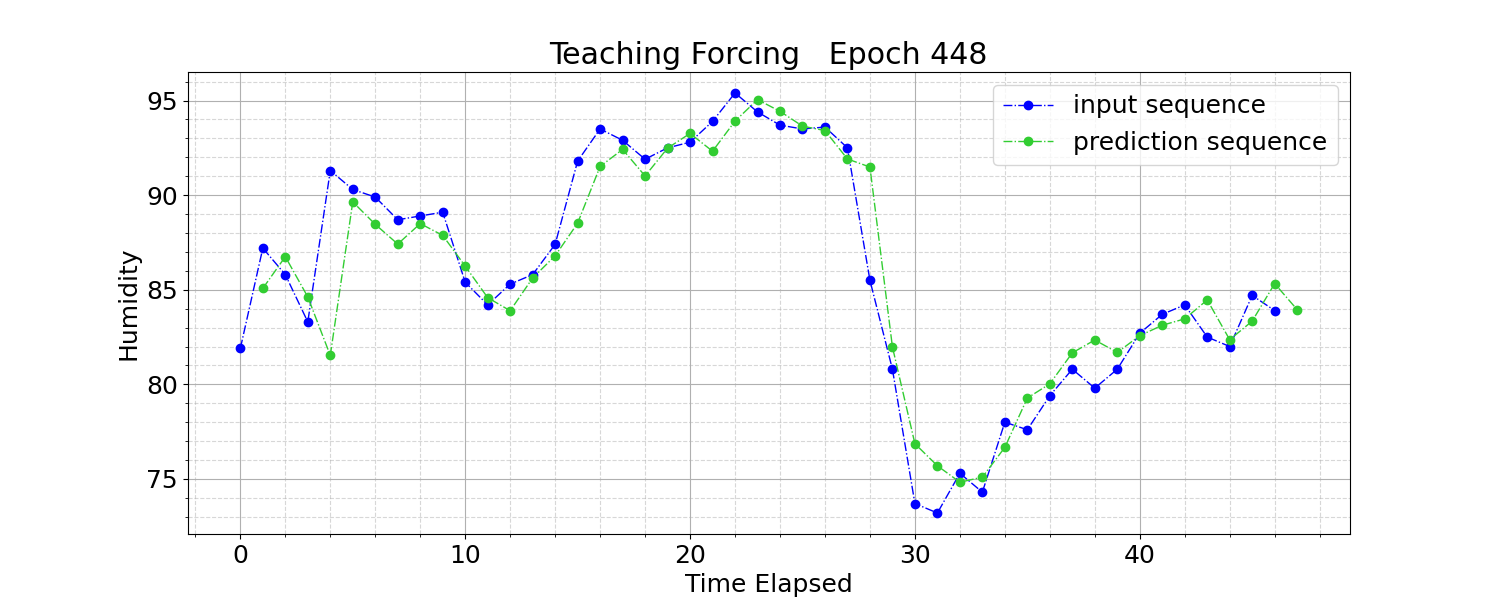 Teaching Forcing   Epoch 448
input sequence
prediction sequence
Humidity
95
90
85
80
75
0 10 20 30 40
Time Elapsed